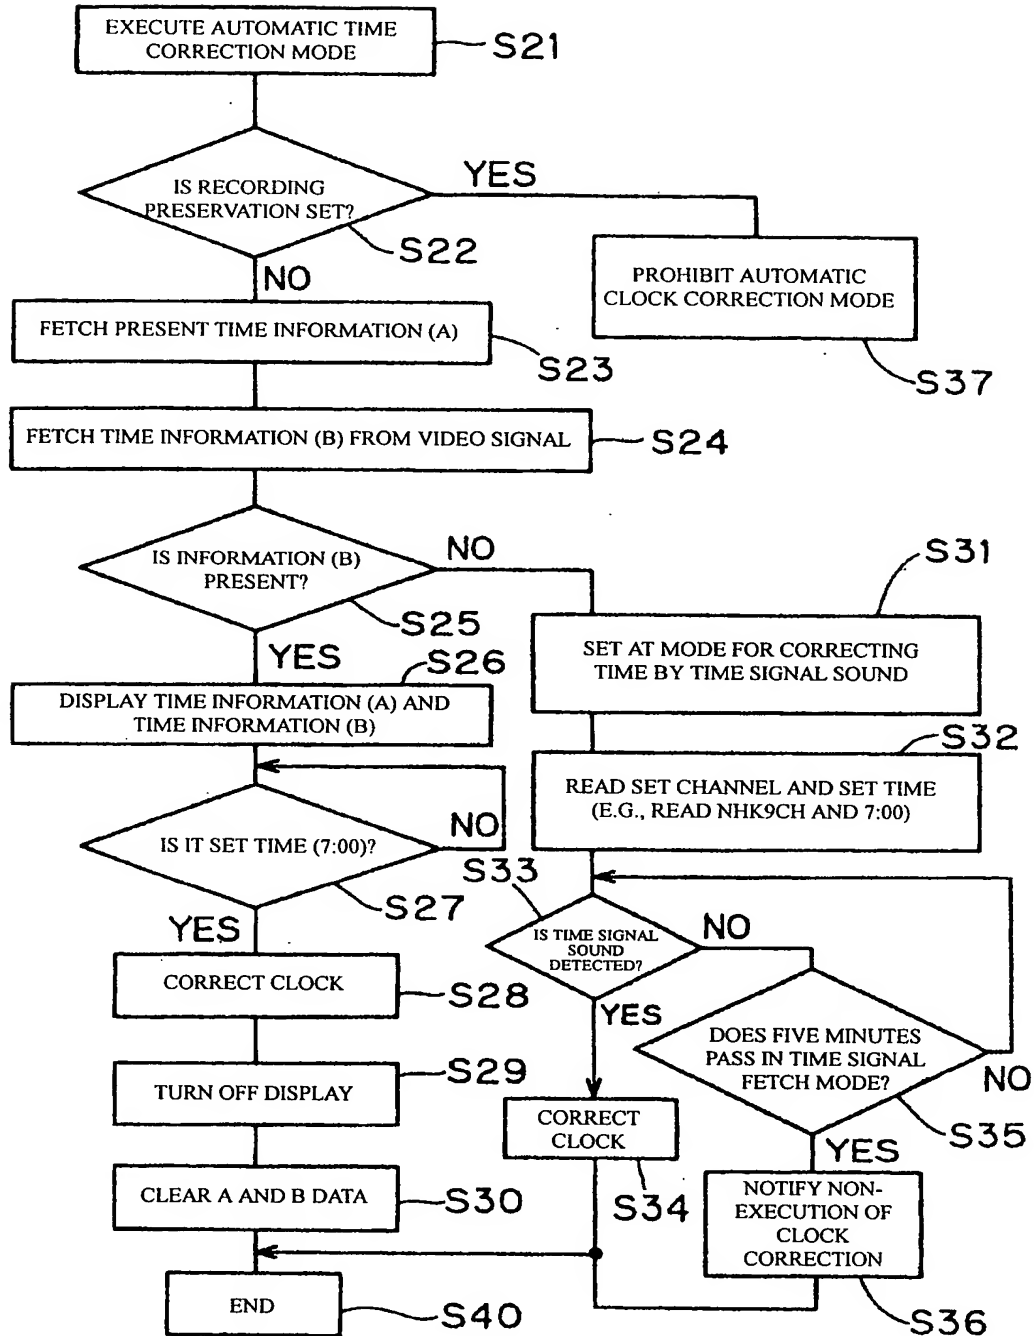 EXECUTE AUTOMATIC TIME
CORRECTION MODE
S21
IS RECORDING
PRESERVATION SET?
S22
YES
NO
PROHIBIT AUTOMATIC
CLOCK CORRECTION MODE
S37
FETCH PRESENT TIME INFORMATION (A)
S23
FETCH TIME INFORMATION (B) FROM VIDEO SIGNAL
S24
IS INFORMATION (B)
PRESENT?
S25
NO
YES
S26
DISPLAY TIME INFORMATION (A) AND
TIME INFORMATION (B)
S31
SET AT MODE FOR CORRECTING
TIME BY TIME SIGNAL SOUND
S32
READ SET CHANNEL AND SET TIME
(E.G., READ NHK9CH AND 7:00)
IS IT SET TIME (7:00)?
NO
S27
YES
S33
IS TIME SIGNAL
SOUND
DETECTED?
NO
YES
CORRECT CLOCK
S28
DOES FIVE MINUTES
PASS IN TIME SIGNAL
FETCH MODE?
NO
S35
YES
TURN OFF DISPLAY
S29
CORRECT
CLOCK
S34
CLEAR A AND B DATA
S30
NOTIFY NON-
EXECUTION OF
CLOCK
CORRECTION
S36
END
S40